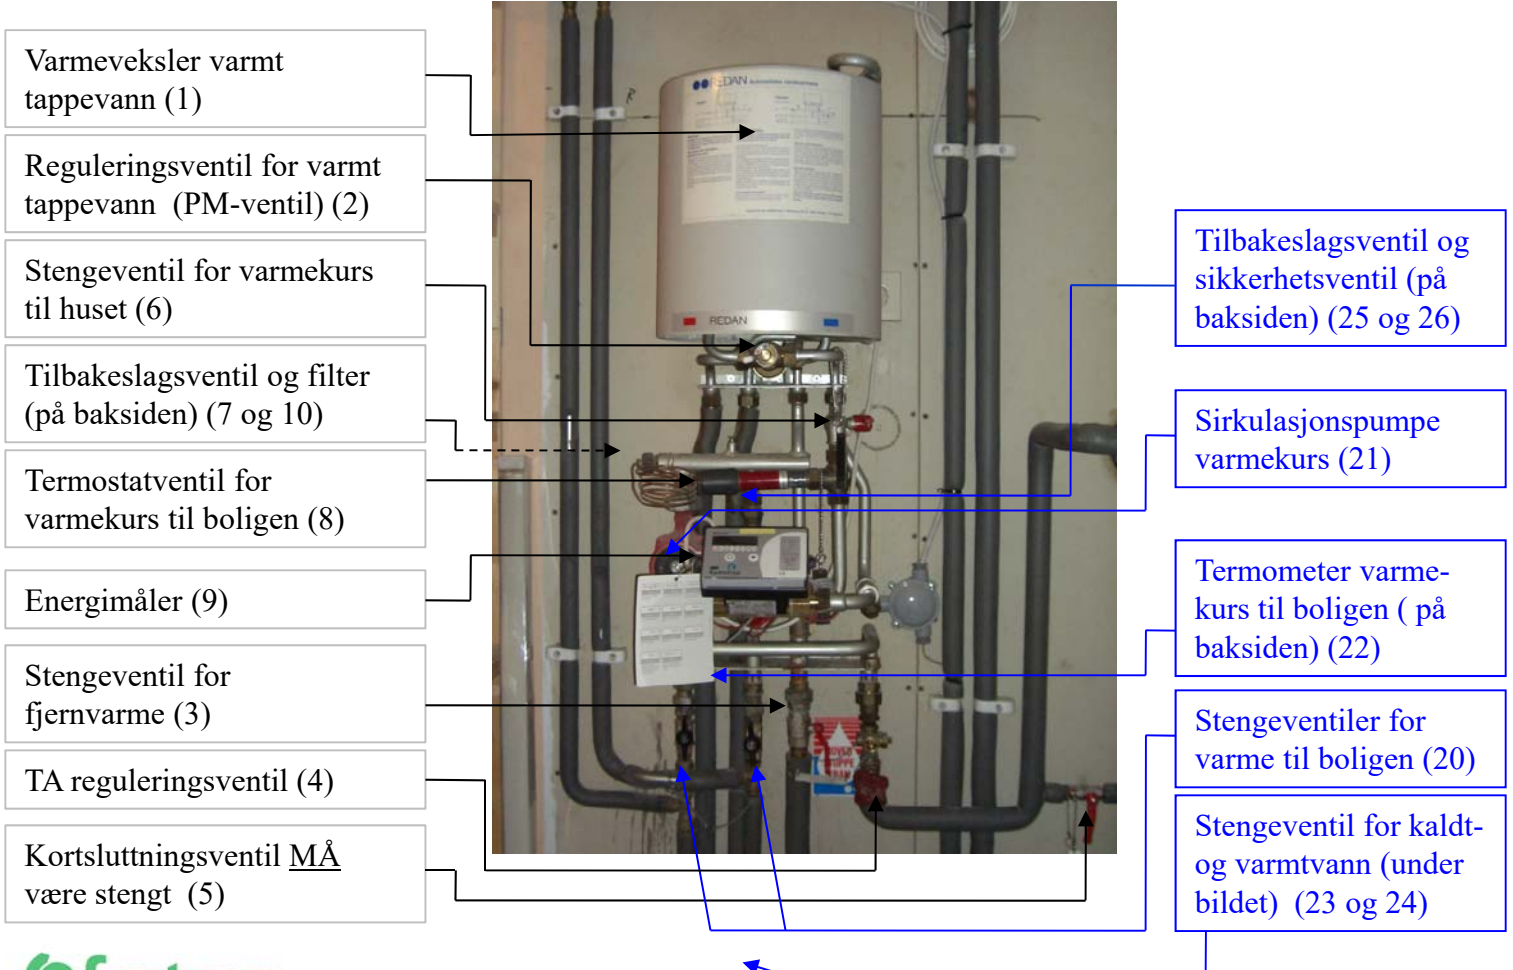 Varmeveksler varmt
tappevann (1)
Reguleringsventil for varmt
tappevann (PM-ventil) (2)
Stengeventil for varmekurs
til huset (6)
Tilbakeslagsventil og filter
(på baksiden) (7 og 10)
Termostatventil for
varmekurs til boligen (8)
Energimåler (9)
Stengeventil for
fjernvarme (3)
TA reguleringsventil (4)
Kortsluttningsventil MÅ
være stengt (5)
REDAN
REDAN
Tilbakeslagsventil og
sikkerhetsventil (på
baksiden) (25 og 26)
Sirkulasjonspumpe
varmekurs (21)
Termometer varme-
kurs til boligen ( på
baksiden) (22)
Stengeventiler for
varme til boligen (20)
Stengeventil for kaldt-
og varmtvann (under
bildet) (23 og 24)